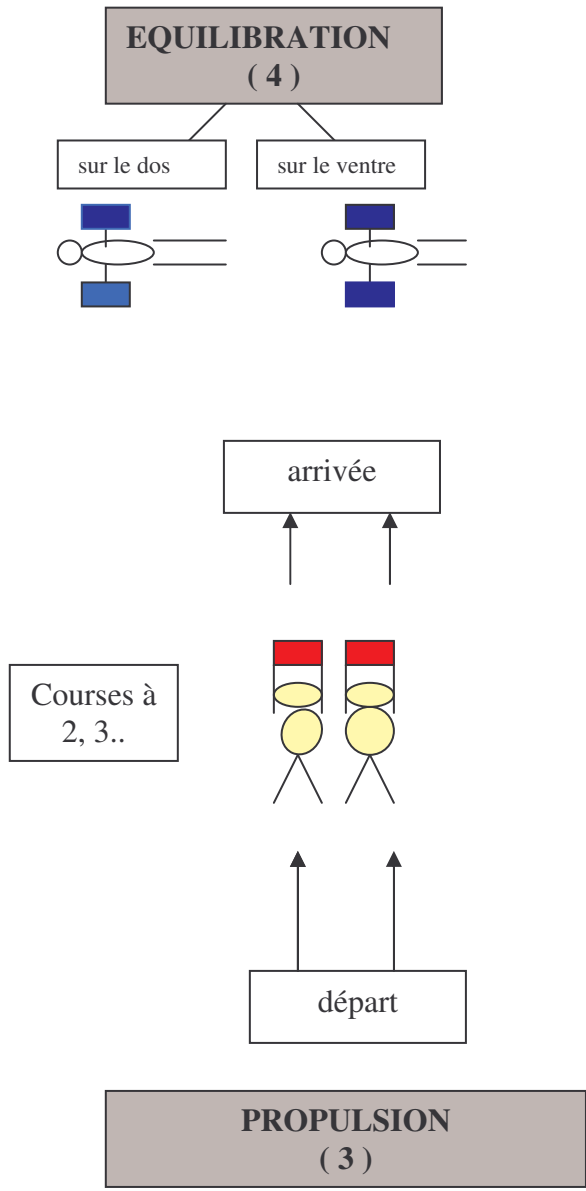 EQUILIBRATION
( 4 )
sur le dos
sur le ventre
arrivée
Courses à
2, 3..
départ
PROPULSION
( 3 )